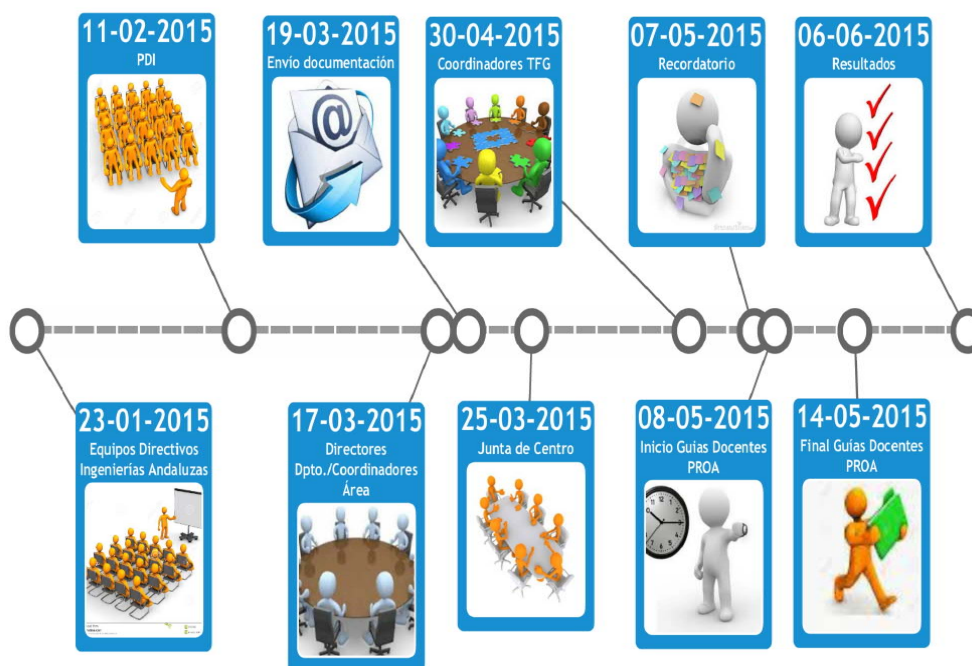 11-02-2015
PDI
19-03-2015
Envío documentación
@
30-04-2015
Coordinadores TFG
07-05-2015
Recordatorio
06-06-2015
Resultados
23-01-2015
Equipos Directivos
Ingenierías Andaluzas
17-03-2015
Directores
Dpto./Coordinadores
Área
25-03-2015
Junta de Centro
08-05-2015
Inicio Guías Docentes
PROA
14-05-2015
Final Guías Docentes
PROA